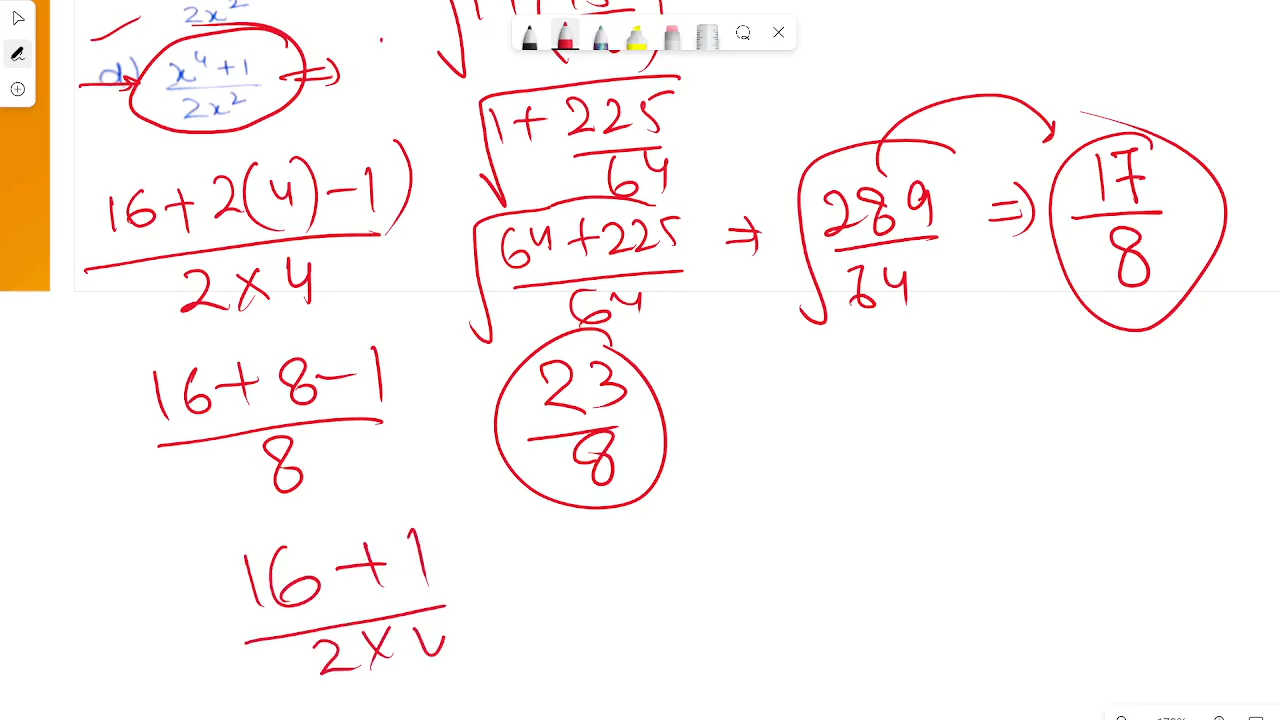 2x²
d) x⁴+1 / 2x² ⇒
16+2(4)-1 / 2×4
16+8-1 / 8
16+1 / 2×
√1+225/64
√64+225/64 ⇒ √289/64 ⇒ 17/8
23/8